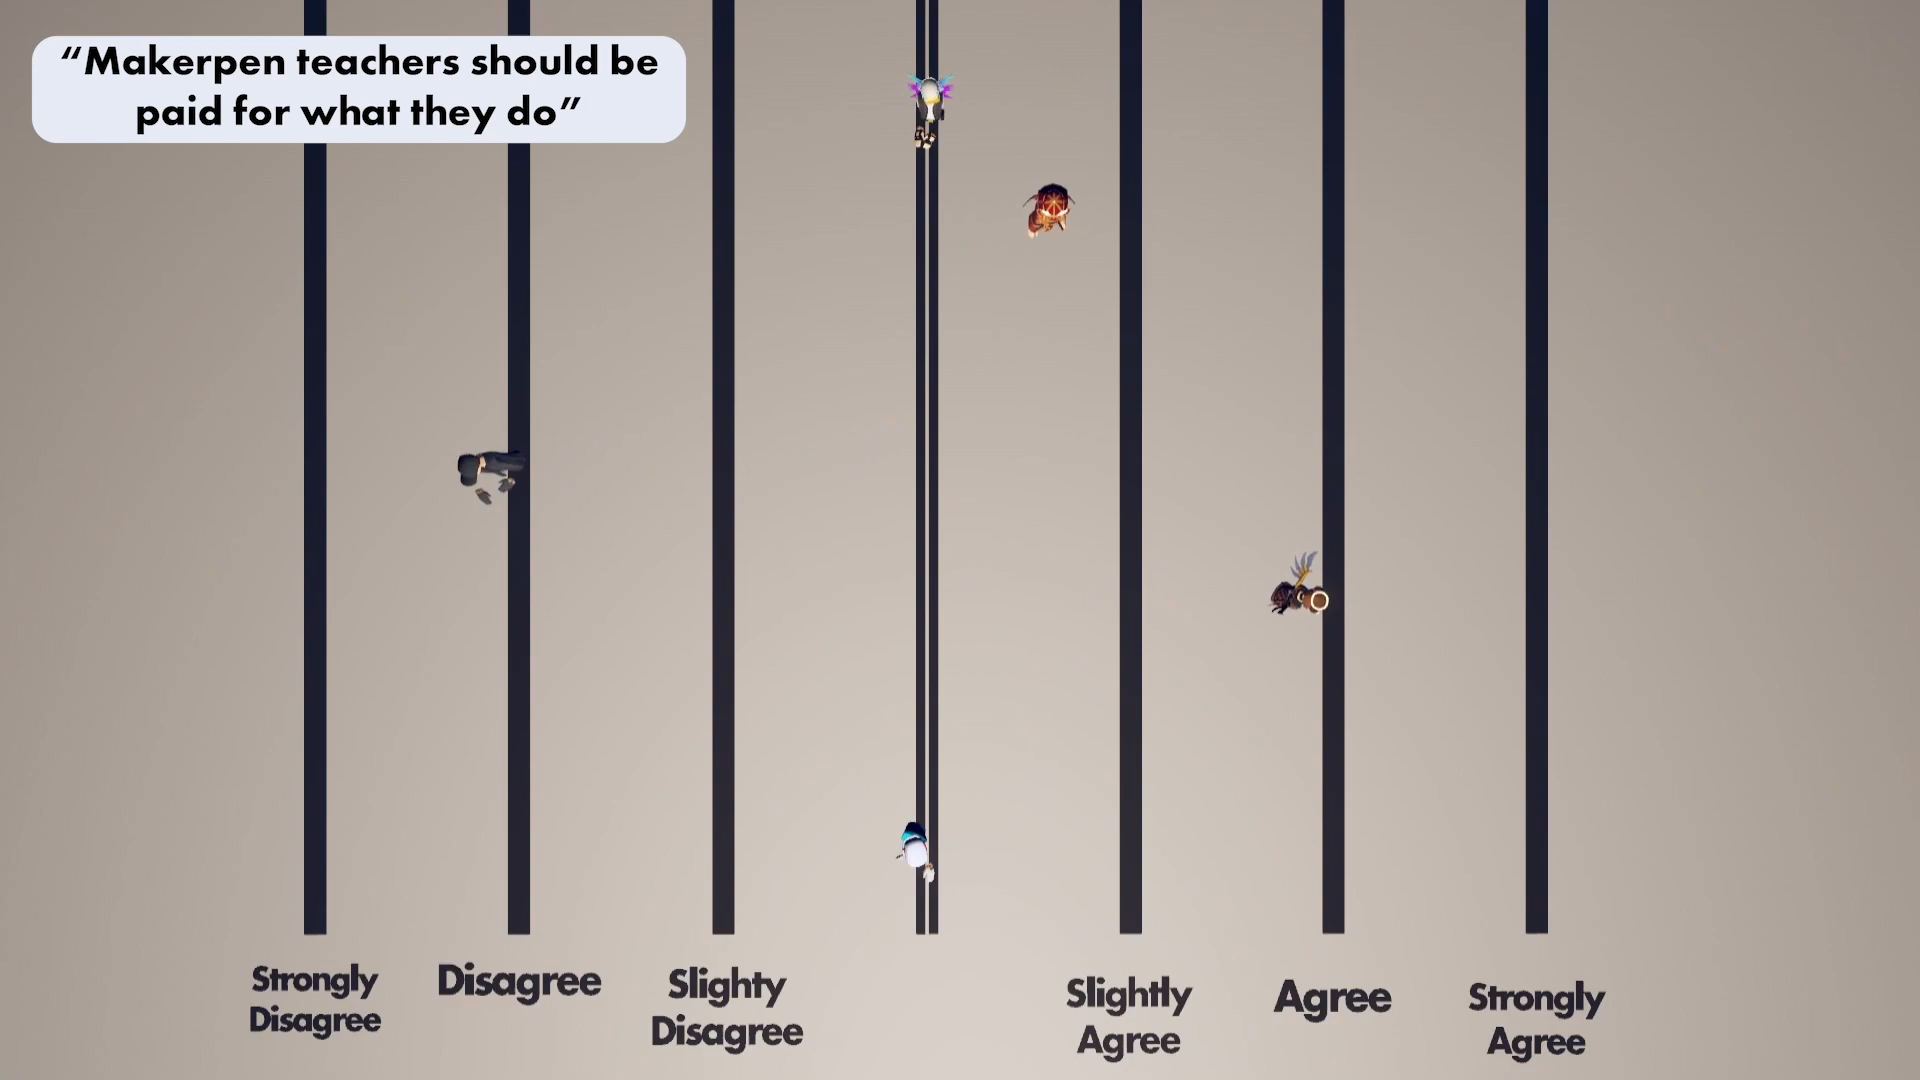 “Makerpen teachers should be
paid for what they do”
Strongly
Disagree
Disagree
Slighty
Disagree
Slightly
Agree
Agree
Strongly
Agree